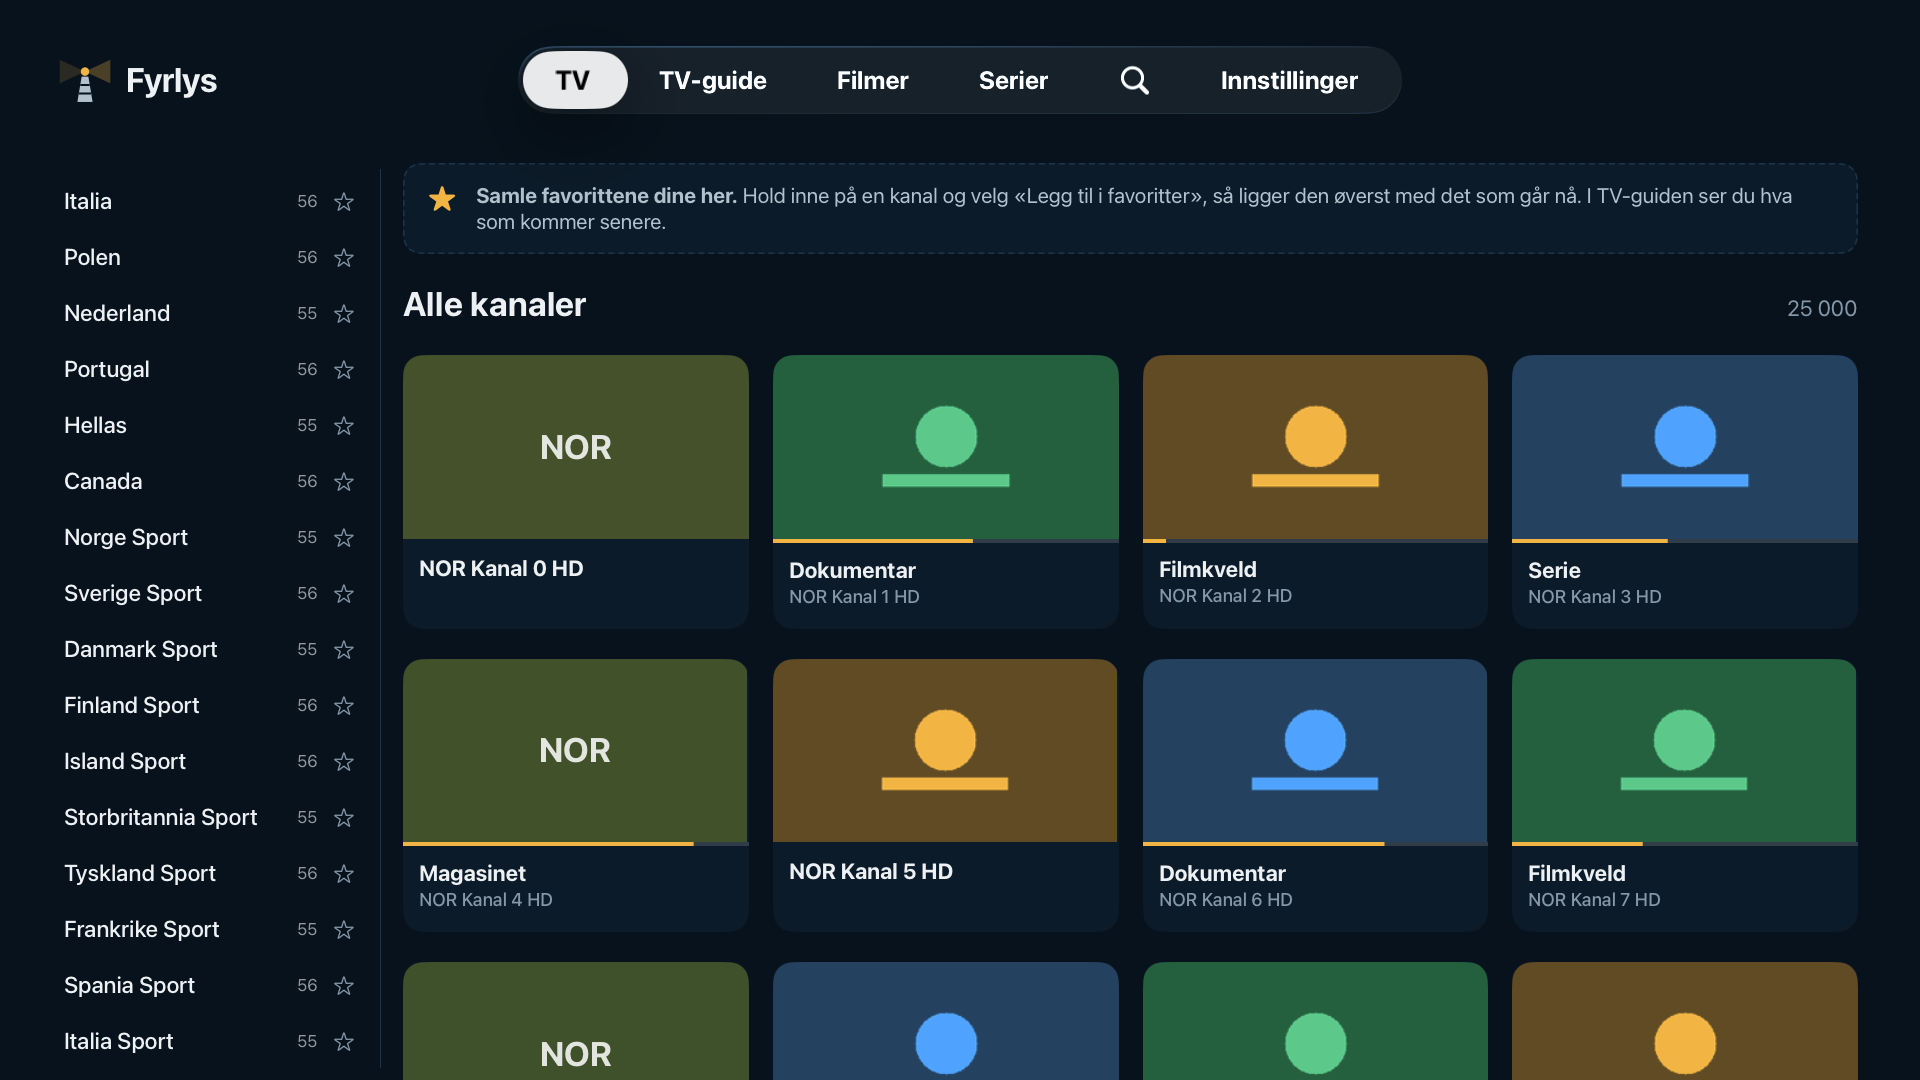 Fyrlys
TV
TV-guide
Filmer
Serier
Innstillinger
Italia 56
Polen 56
Nederland 55
Portugal 56
Hellas 55
Canada 56
Norge Sport 55
Sverige Sport 56
Danmark Sport 55
Finland Sport 56
Island Sport 56
Storbritannia Sport 55
Tyskland Sport 56
Frankrike Sport 55
Spania Sport 56
Italia Sport 55
Samle favorittene dine her. Hold inne på en kanal og velg «Legg til i favoritter», så ligger den øverst med det som går nå. I TV-guiden ser du hva
som kommer senere.
Alle kanaler
25 000
NOR
NOR Kanal 0 HD
Dokumentar
NOR Kanal 1 HD
Filmkveld
NOR Kanal 2 HD
Serie
NOR Kanal 3 HD
NOR
Magasinet
NOR Kanal 4 HD
NOR Kanal 5 HD
Dokumentar
NOR Kanal 6 HD
Filmkveld
NOR Kanal 7 HD
NOR